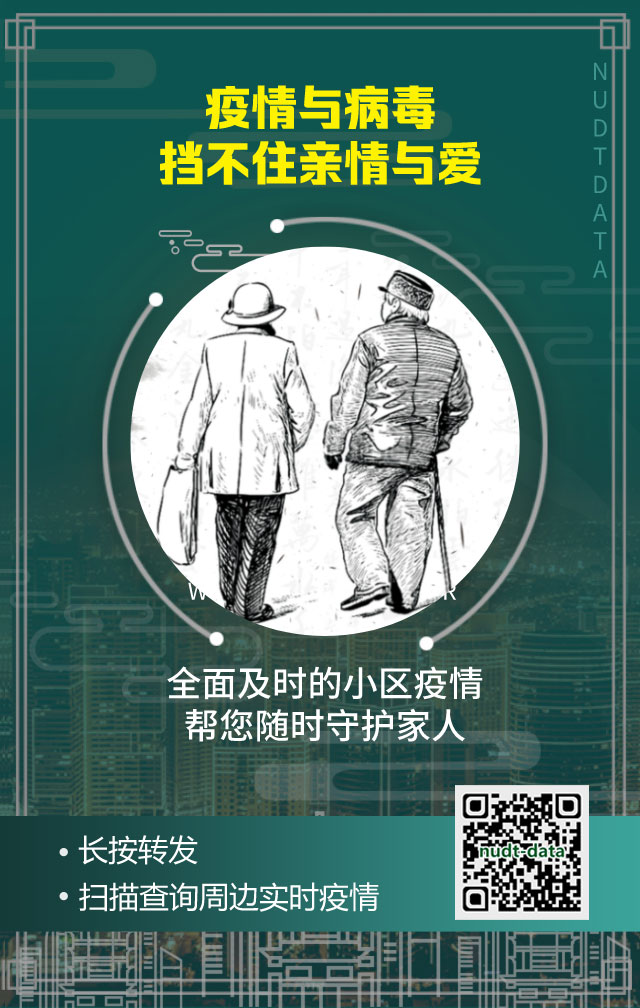 疫情与病毒
挡不住亲情与爱
NUDTDATA
全面及时的小区疫情
帮您随时守护家人
• 长按转发
• 扫描查询周边实时疫情
nudt-data